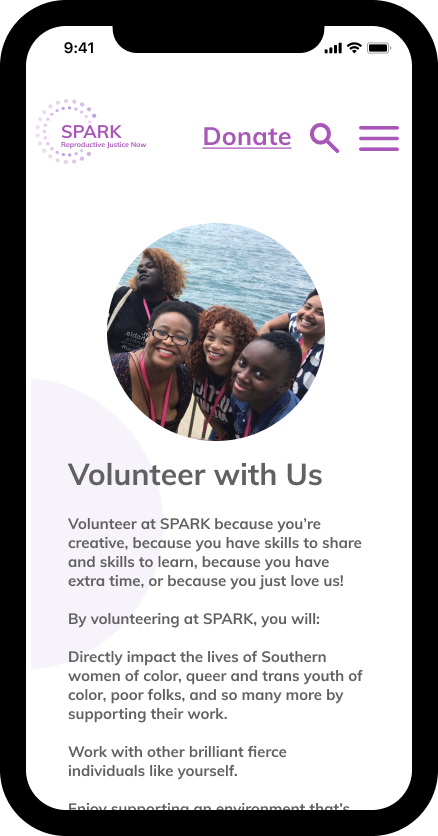 9:41
SPARK
Reproductive Justice Now
Donate
Volunteer with Us
Volunteer at SPARK because you’re
creative, because you have skills to share
and skills to learn, because you have
extra time, or because you just love us!
By volunteering at SPARK, you will:
Directly impact the lives of Southern
women of color, queer and trans youth of
color, poor folks, and so many more by
supporting their work.
Work with other brilliant fierce
individuals like yourself.
Enjoy supporting an environment that’s